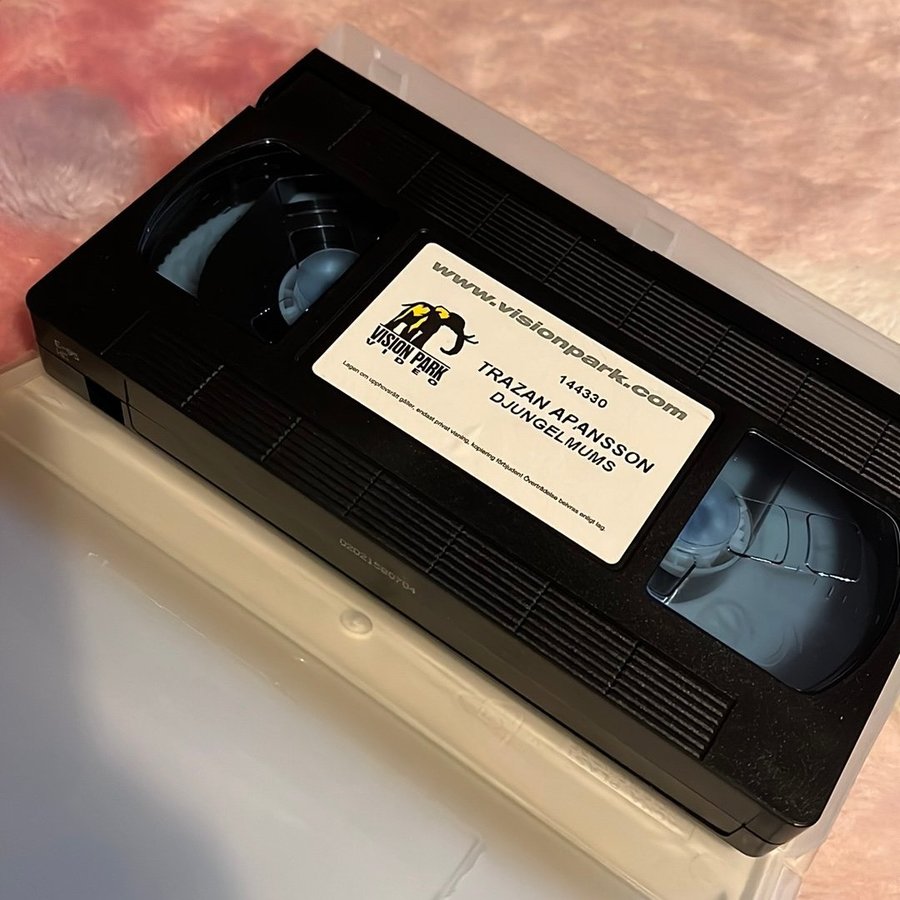 www.visionpark.com
VISION PARK
VIDEO
144330
TRAZAN APANSSON
DJUNGELMUMS
Lagen om upphovsrätt gäller, endast privat visning, kopiering förbjuden! Överträdelse beivras enligt lag.